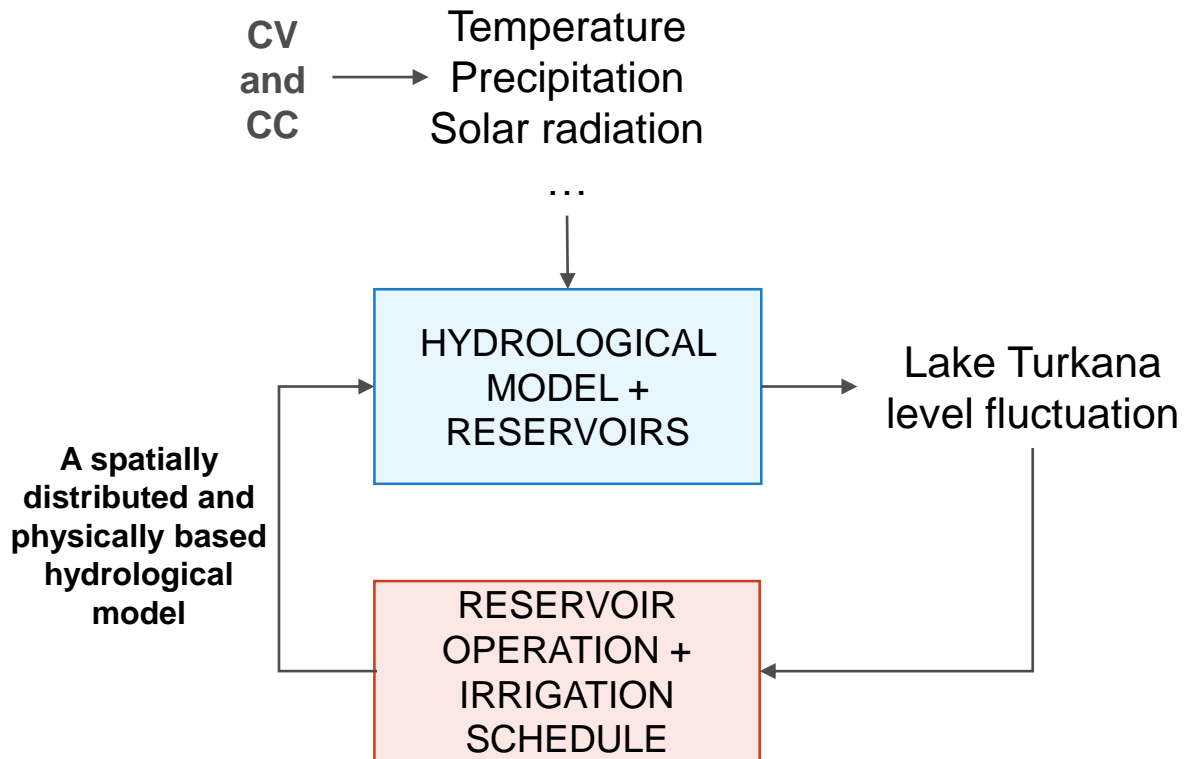 CV
and
CC
Temperature
Precipitation
Solar radiation
...
HYDROLOGICAL
MODEL +
RESERVOIRS
Lake Turkana
level fluctuation
A spatially
distributed and
physically based
hydrological
model
RESERVOIR
OPERATION +
IRRIGATION
SCHEDULE